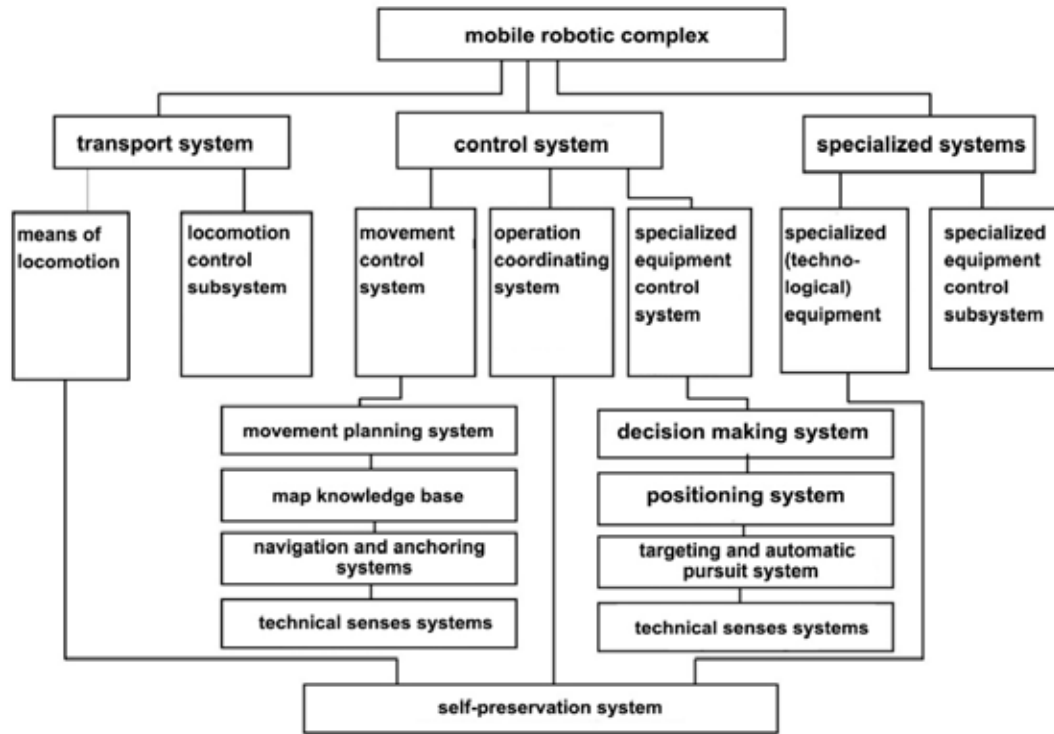 mobile robotic complex
transport system
control system
specialized systems
means of
locomotion
locomotion
control
subsystem
movement
control
system
operation
coordinating
system
specialized
equipment
control
system
specialized
(techno-
logical)
equipment
specialized
equipment
control
subsystem
movement planning system
map knowledge base
navigation and anchoring
systems
technical senses systems
decision making system
positioning system
targeting and automatic
pursuit system
technical senses systems
self-preservation system